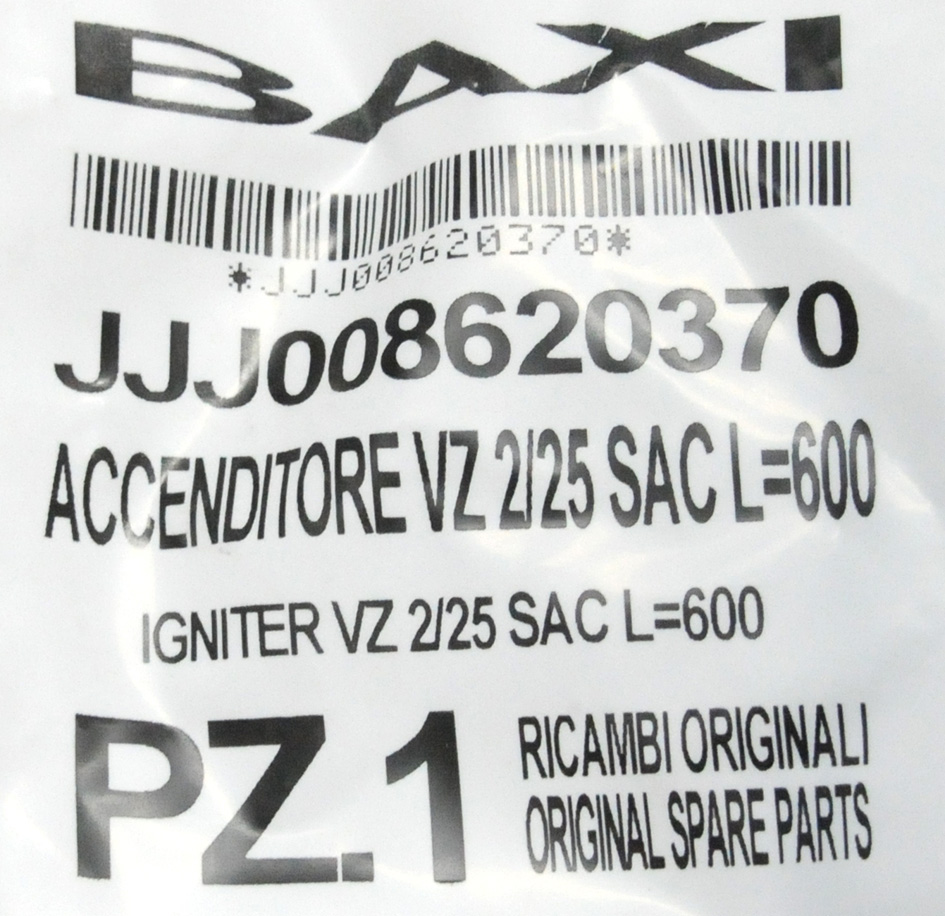 BAXI
*JJJ008620370*
JJJ008620370
ACCENDITORE VZ 2/25 SAC L=600
IGNITER VZ 2/25 SAC L=600
PZ.1
RICAMBI ORIGINALI
ORIGINAL SPARE PARTS